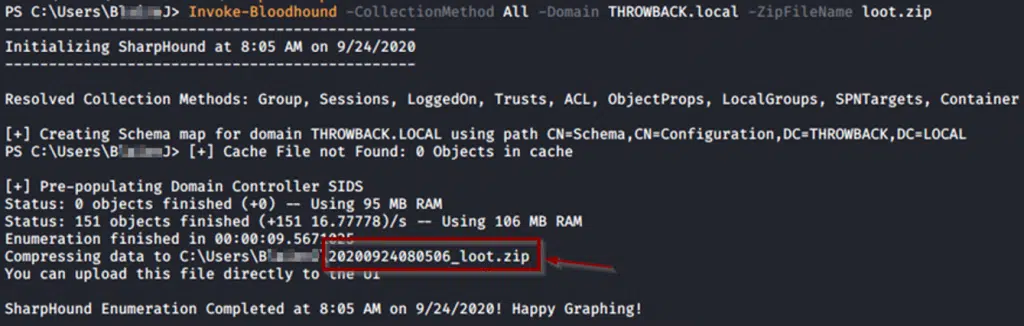 PS C:\Users\B J> Invoke-Bloodhound -CollectionMethod All -Domain THROWBACK.local -ZipFileName loot.zip
-----------------------------------------------
Initializing SharpHound at 8:05 AM on 9/24/2020
-----------------------------------------------
Resolved Collection Methods: Group, Sessions, LoggedOn, Trusts, ACL, ObjectProps, LocalGroups, SPNTargets, Container
[+] Creating Schema map for domain THROWBACK.LOCAL using path CN=Schema,CN=Configuration,DC=THROWBACK,DC=LOCAL
PS C:\Users\B J> [+] Cache File not Found: 0 Objects in cache
[+] Pre-populating Domain Controller SIDS
Status: 0 objects finished (+0) -- Using 95 MB RAM
Status: 151 objects finished (+151 16.77778)/s -- Using 106 MB RAM
Enumeration finished in 00:00:09.5671025
Compressing data to C:\Users\B \20200924080506_loot.zip
You can upload this file directly to the UI
SharpHound Enumeration Completed at 8:05 AM on 9/24/2020! Happy Graphing!